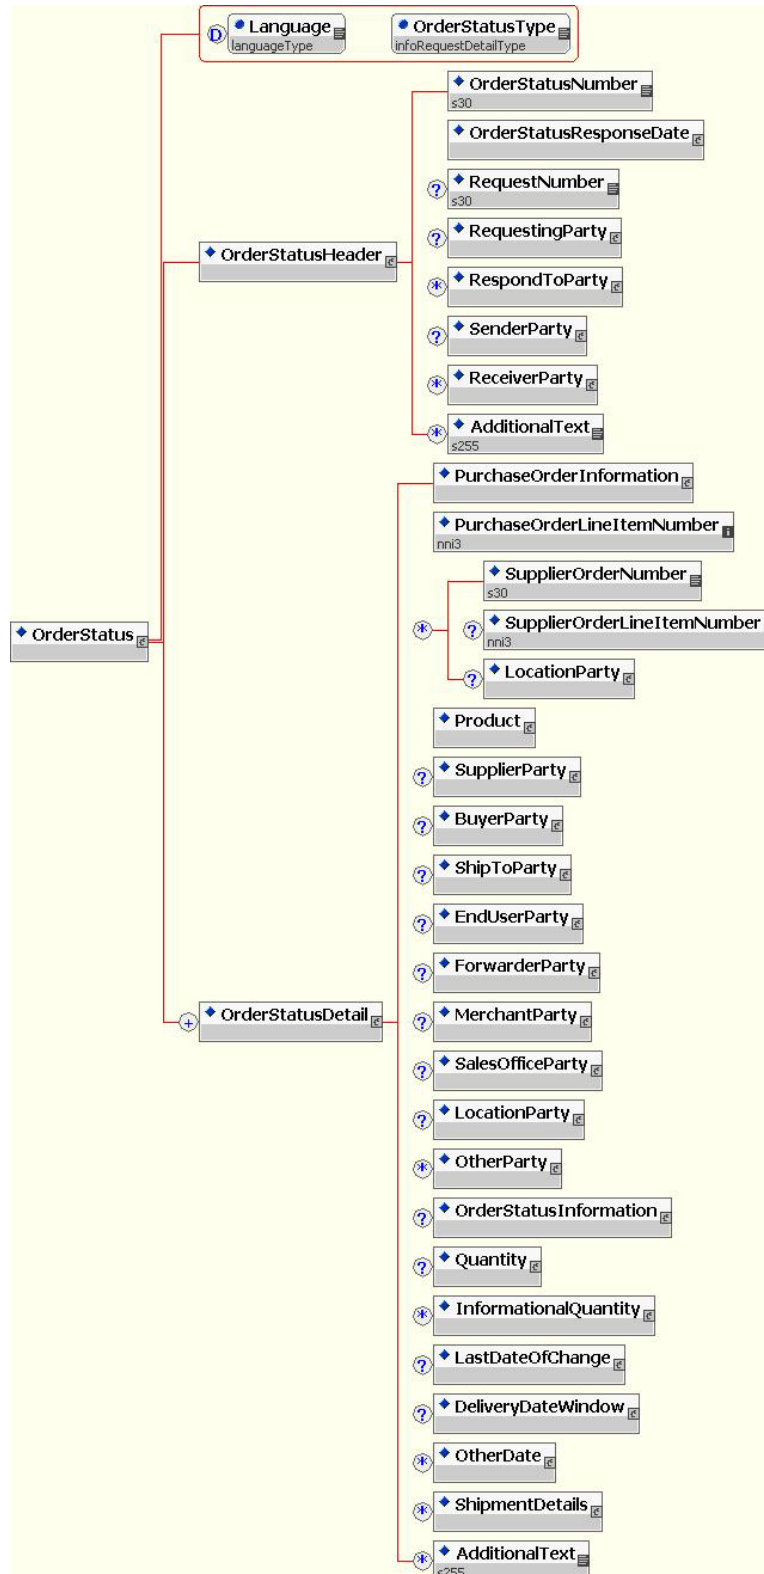 D
Language
languageType
OrderStatusType
infoRequestDetailType
OrderStatusNumber
s30
OrderStatusResponseDate
?
RequestNumber
s30
?
RequestingParty
OrderStatusHeader
*
RespondToParty
?
SenderParty
*
ReceiverParty
*
AdditionalText
s255
PurchaseOrderInformation
PurchaseOrderLineItemNumber
nni3
SupplierOrderNumber
s30
OrderStatus
*
?
SupplierOrderLineItemNumber
nni3
?
LocationParty
Product
?
SupplierParty
?
BuyerParty
?
ShipToParty
?
EndUserParty
?
ForwarderParty
+
OrderStatusDetail
?
MerchantParty
?
SalesOfficeParty
?
LocationParty
*
OtherParty
?
OrderStatusInformation
?
Quantity
*
InformationalQuantity
?
LastDateOfChange
?
DeliveryDateWindow
*
OtherDate
*
ShipmentDetails
*
AdditionalText
s255